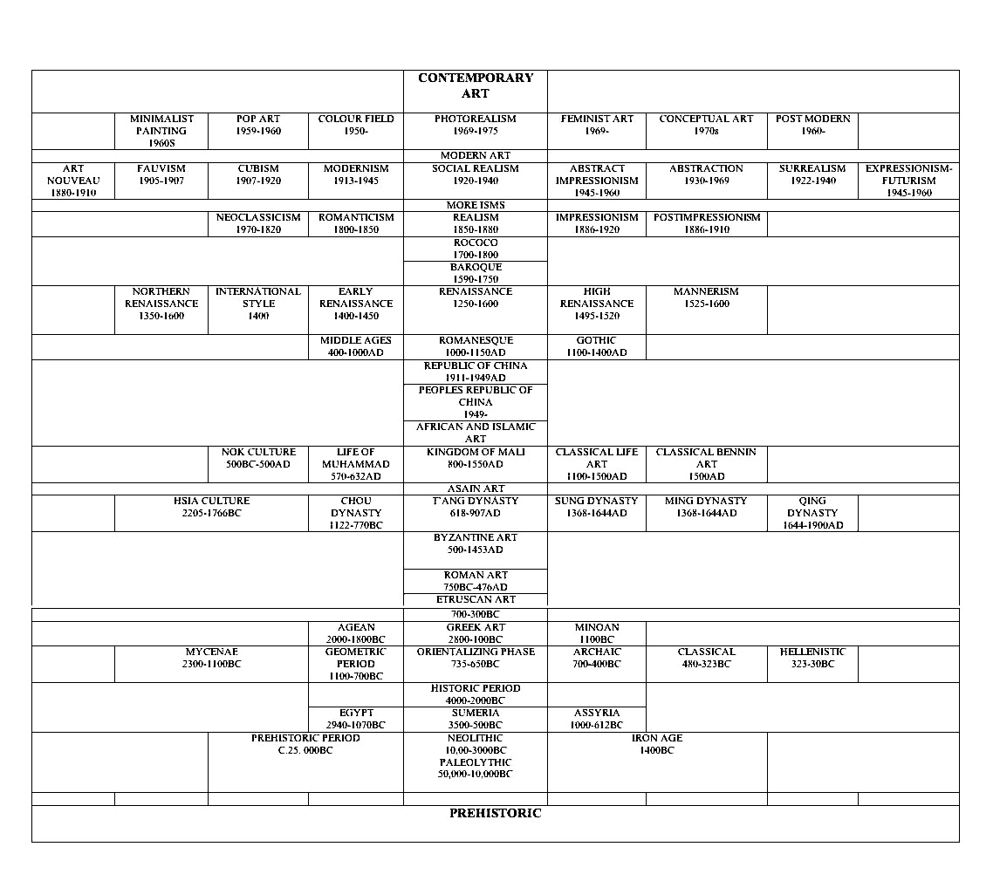 CONTEMPORARY
ART
MINIMALIST
PAINTING
1960S
POP ART
1959-1960
COLOUR FIELD
1950-
PHOTOREALISM
1969-1975
FEMINIST ART
1969-
CONCEPTUAL ART
1970s
POST MODERN
1960-
MODERN ART
ART
NOUVEAU
1880-1910
FAUVISM
1905-1907
CUBISM
1907-1920
MODERNISM
1913-1945
SOCIAL REALISM
1920-1940
ABSTRACT
IMPRESSIONISM
1945-1960
ABSTRACTION
1930-1969
SURREALISM
1922-1940
EXPRESSIONISM-
FUTURISM
1945-1960
MORE ISMS
NEOCLASSICISM
1970-1820
ROMANTICISM
1800-1850
REALISM
1850-1880
IMPRESSIONISM
1886-1920
POSTIMPRESSIONISM
1886-1910
ROCOCO
1700-1800
BAROQUE
1590-1750
NORTHERN
RENAISSANCE
1350-1600
INTERNATIONAL
STYLE
1400
EARLY
RENAISSANCE
1400-1450
RENAISSANCE
1250-1600
HIGH
RENAISSANCE
1495-1520
MANNERISM
1525-1600
MIDDLE AGES
400-1000AD
ROMANESQUE
1000-1150AD
GOTHIC
1100-1400AD
REPUBLIC OF CHINA
1911-1949AD
PEOPLES REPUBLIC OF
CHINA
1949-
AFRICAN AND ISLAMIC
ART
NOK CULTURE
500BC-500AD
LIFE OF
MUHAMMAD
570-632AD
KINGDOM OF MALI
800-1550AD
CLASSICAL LIFE
ART
1100-1500AD
CLASSICAL BENNIN
ART
1500AD
ASAIN ART
HSIA CULTURE
2205-1766BC
CHOU
DYNASTY
1122-770BC
T'ANG DYNASTY
618-907AD
SUNG DYNASTY
1368-1644AD
MING DYNASTY
1368-1644AD
QING
DYNASTY
1644-1900AD
BYZANTINE ART
500-1453AD
ROMAN ART
750BC-476AD
ETRUSCAN ART
700-300BC
AGEAN
2000-1800BC
GREEK ART
2800-100BC
MINOAN
1100BC
MYCENAE
2300-1100BC
GEOMETRIC
PERIOD
1100-700BC
ORIENTALIZING PHASE
735-650BC
ARCHAIC
700-400BC
CLASSICAL
480-323BC
HELLENISTIC
323-30BC
HISTORIC PERIOD
4000-2000BC
EGYPT
2940-1070BC
SUMERIA
3500-500BC
ASSYRIA
1000-612BC
PREHISTORIC PERIOD
C.25, 000BC
NEOLITHIC
10,00-3000BC
PALEOLYTHIC
50,000-10,000BC
IRON AGE
1400BC
PREHISTORIC